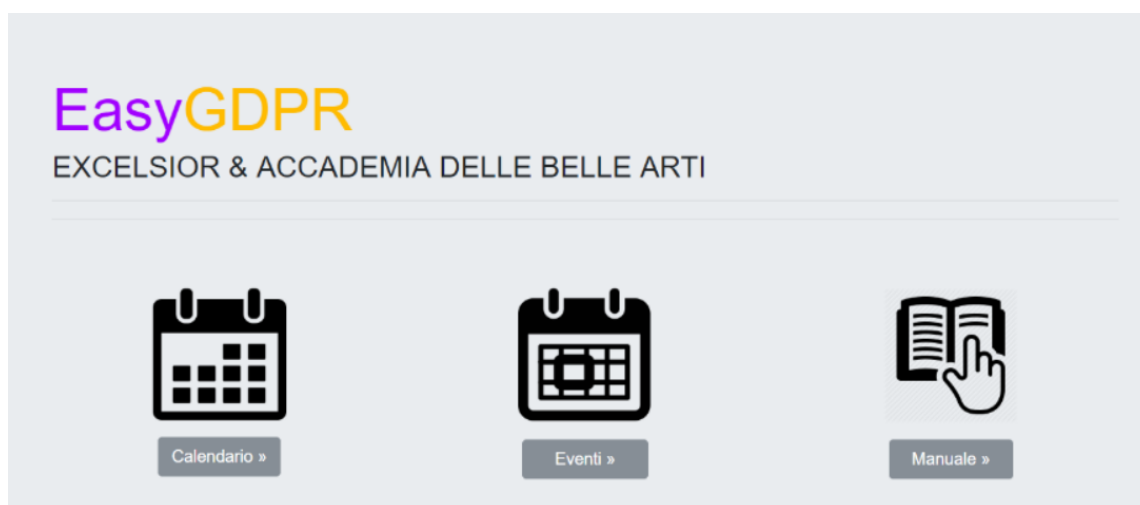 EasyGDPR
EXCELSIOR & ACCADEMIA DELLE BELLE ARTI
Calendario »
Eventi »
Manuale »